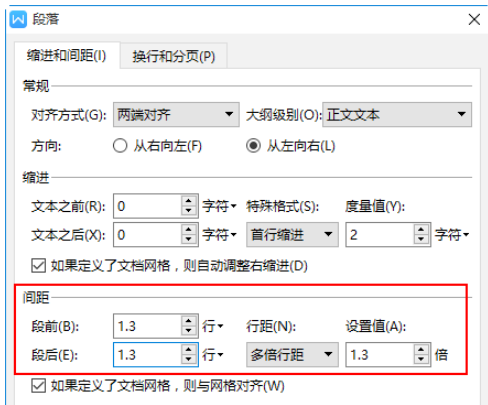 段落
缩进和间距(I) 换行和分页(P)
常规
对齐方式(G): 两端对齐 大纲级别(O): 正文文本
方向: 从右向左(F) 从左向右(L)
缩进
文本之前(R): 0 字符 特殊格式(S): 度量值(Y):
文本之后(X): 0 字符 首行缩进 2 字符
如果定义了文档网格，则自动调整右缩进(D)
间距
段前(B): 1.3 行 行距(N): 设置值(A):
段后(E): 1.3 行 多倍行距 1.3 倍
如果定义了文档网格，则与网格对齐(W)